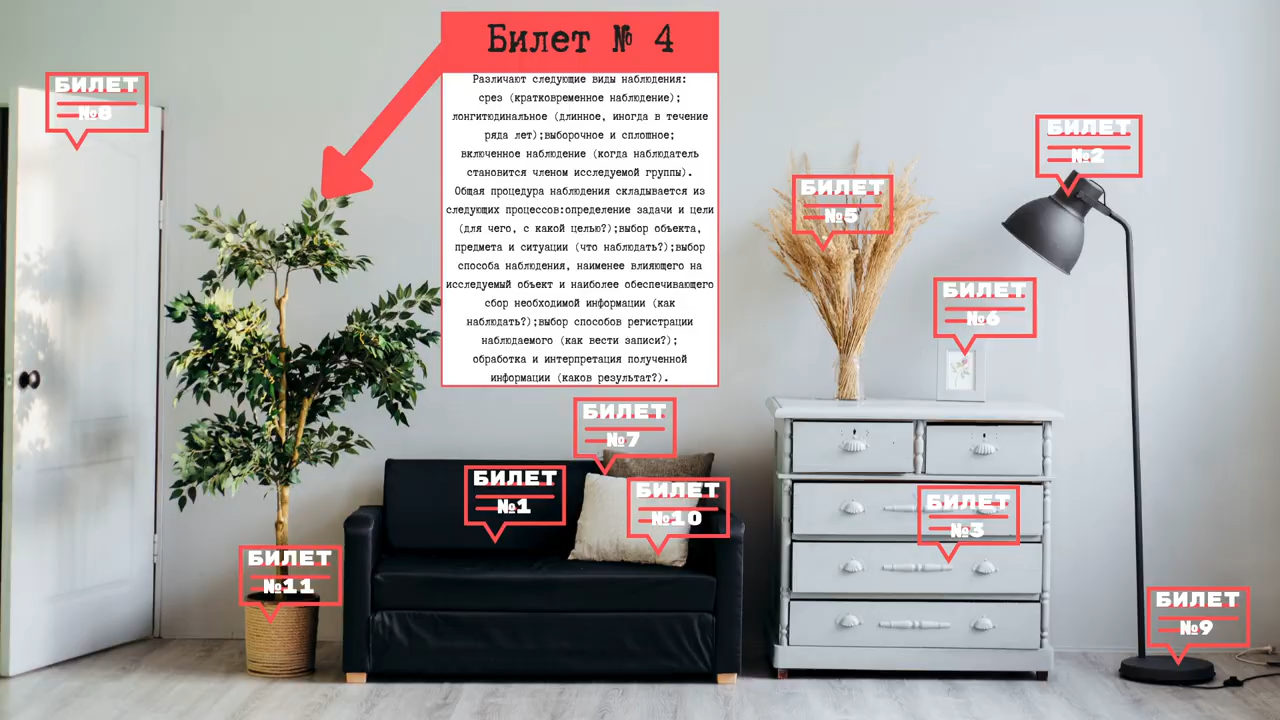 Билет № 4
Различают следующие виды наблюдения:
срез (кратковременное наблюдение);
лонгитюдинальное (длинное, иногда в течение
ряда лет);выборочное и сплошное;
включенное наблюдение (когда наблюдатель
становится членом исследуемой группы).
Общая процедура наблюдения складывается из
следующих процессов:определение задачи и цели
(для чего, с какой целью?);выбор объекта,
предмета и ситуации (что наблюдать?);выбор
способа наблюдения, наименее влияющего на
исследуемый объект и наиболее обеспечивающего
сбор необходимой информации (как
наблюдать?);выбор способов регистрации
наблюдаемого (как вести записи?);
обработка и интерпретация полученной
информации (каков результат?).
БИЛЕТ
№8
БИЛЕТ
№2
БИЛЕТ
№5
БИЛЕТ
№6
БИЛЕТ
№7
БИЛЕТ
№1
БИЛЕТ
№10
БИЛЕТ
№3
БИЛЕТ
№11
БИЛЕТ
№9